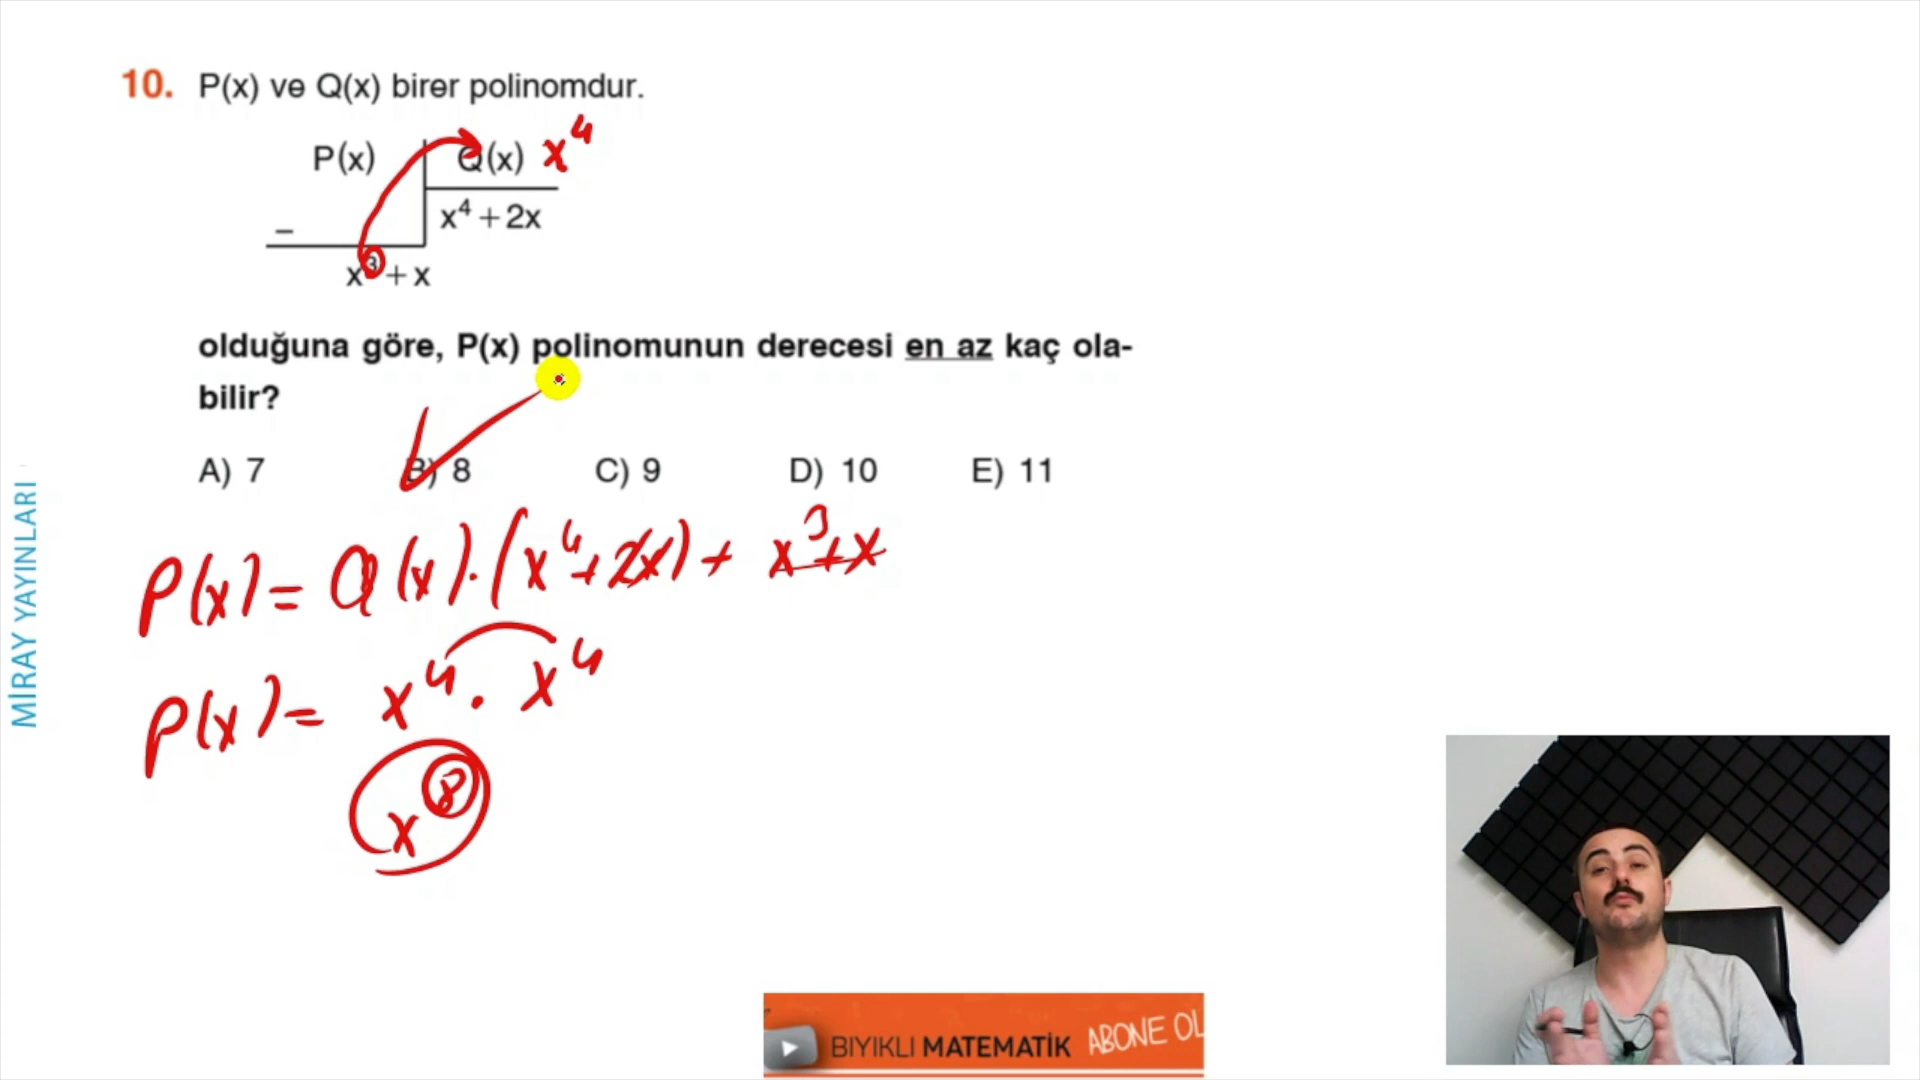 10. P(x) ve Q(x) birer polinomdur.
P(x) Q(x) x⁴
x⁴ + 2x
−
x³ + x
olduğuna göre, P(x) polinomunun derecesi en az kaç ola-
bilir?
A) 7 B) 8 C) 9 D) 10 E) 11
P(x) = Q(x) · (x⁴ + 2x) + x³ + x
P(x) = x⁴ · x⁴
x⁸
MİRAY YAYINLARI
BIYIKLI MATEMATİK ABONE OL